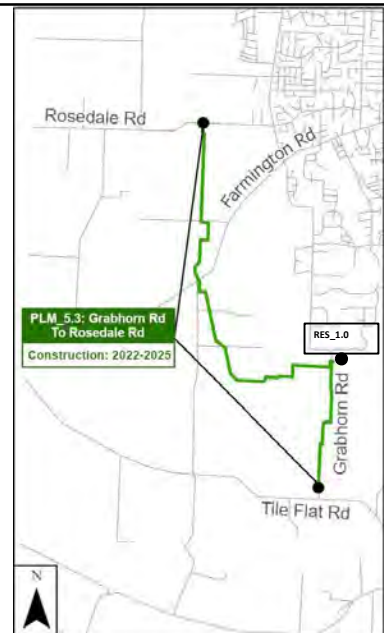 Rosedale Rd
Farmington Rd
PLM_5.3: Grabhorn Rd
To Rosedale Rd
Construction: 2022-2025
RES_1.0
Grabhorn Rd
Tile Flat Rd
N